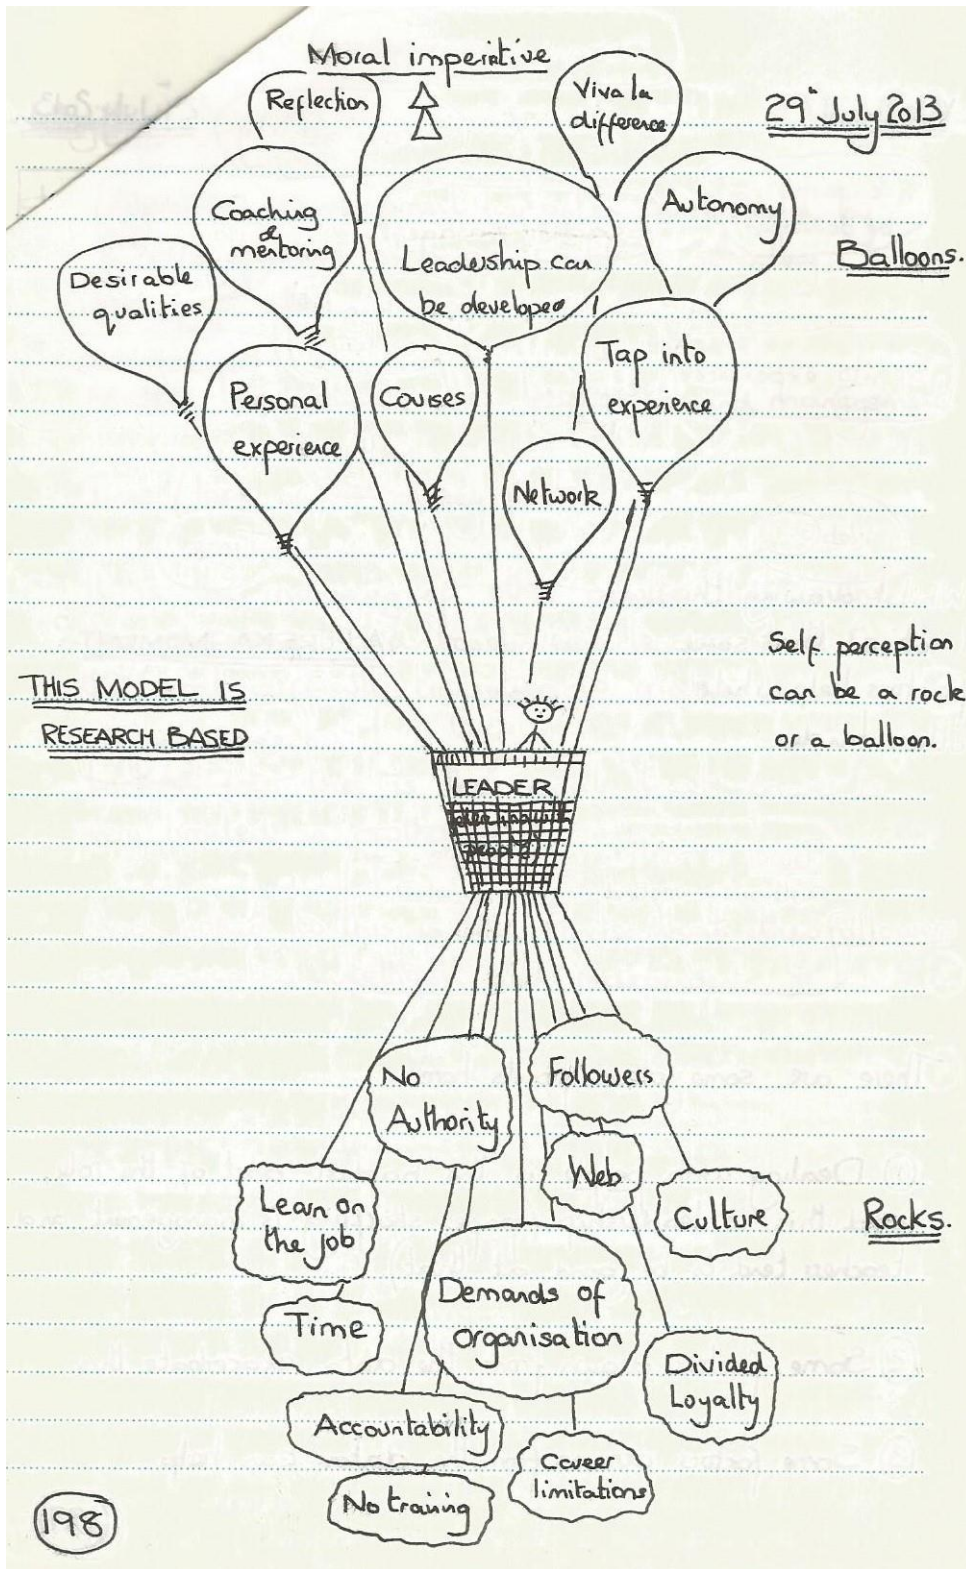 Moral imperative
Reflection
Viva la
difference
29th July 2013
Coaching
&
mentoring
Autonomy
Leadership can
be developed
Balloons.
Desirable
qualities
Tap into
experience
Personal
experience
Courses
Network
Self perception
can be a rock
or a balloon.
THIS MODEL IS
RESEARCH BASED
LEADER
people
No
Authority
Followers
Web
Learn on
the job
Culture
Rocks.
Time
Demands of
organisation
Divided
Loyalty
Accountability
Career
limitations
No training
198